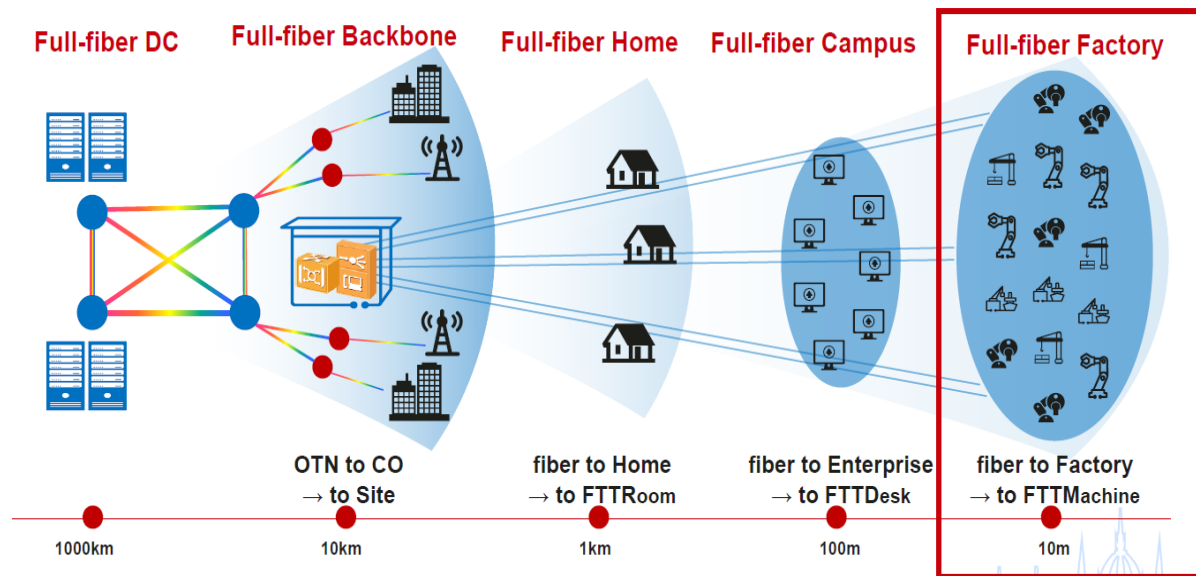 Full-fiber DC
Full-fiber Backbone
Full-fiber Home
Full-fiber Campus
Full-fiber Factory
OTN to CO
→ to Site
fiber to Home
→ to FTTRoom
fiber to Enterprise
→ to FTTDesk
fiber to Factory
→ to FTTMachine
1000km
10km
1km
100m
10m